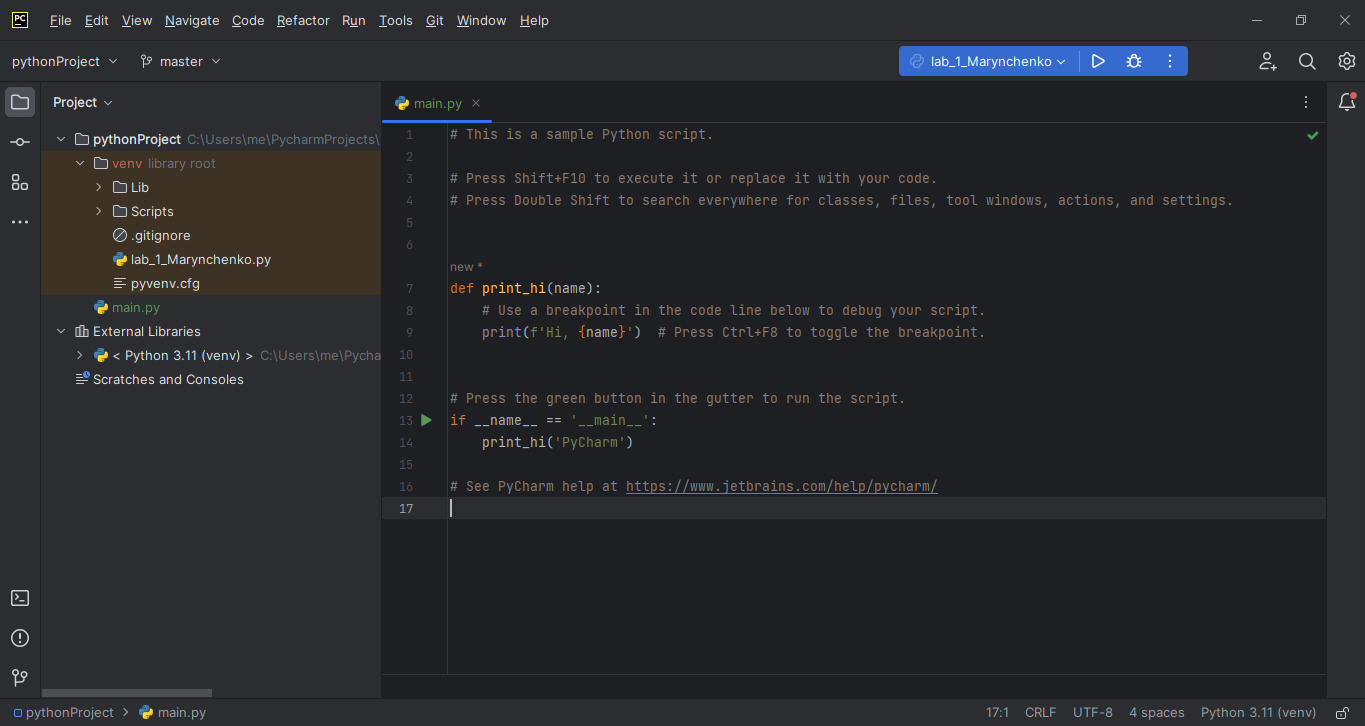 PC File Edit View Navigate Code Refactor Run Tools Git Window Help
pythonProject master lab_1_Marynchenko
Project
main.py
pythonProject C:\Users\me\PycharmProjects\
venv library root
Lib
Scripts
.gitignore
lab_1_Marynchenko.py
pyvenv.cfg
main.py
External Libraries
< Python 3.11 (venv) > C:\Users\me\Pycha
Scratches and Consoles
1 # This is a sample Python script.
2
3 # Press Shift+F10 to execute it or replace it with your code.
4 # Press Double Shift to search everywhere for classes, files, tool windows, actions, and settings.
5
6
new *
7 def print_hi(name):
8 # Use a breakpoint in the code line below to debug your script.
9 print(f'Hi, {name}') # Press Ctrl+F8 to toggle the breakpoint.
10
11
12 # Press the green button in the gutter to run the script.
13 if __name__ == '__main__':
14 print_hi('PyCharm')
15
16 # See PyCharm help at https://www.jetbrains.com/help/pycharm/
17
pythonProject > main.py 17:1 CRLF UTF-8 4 spaces Python 3.11 (venv)